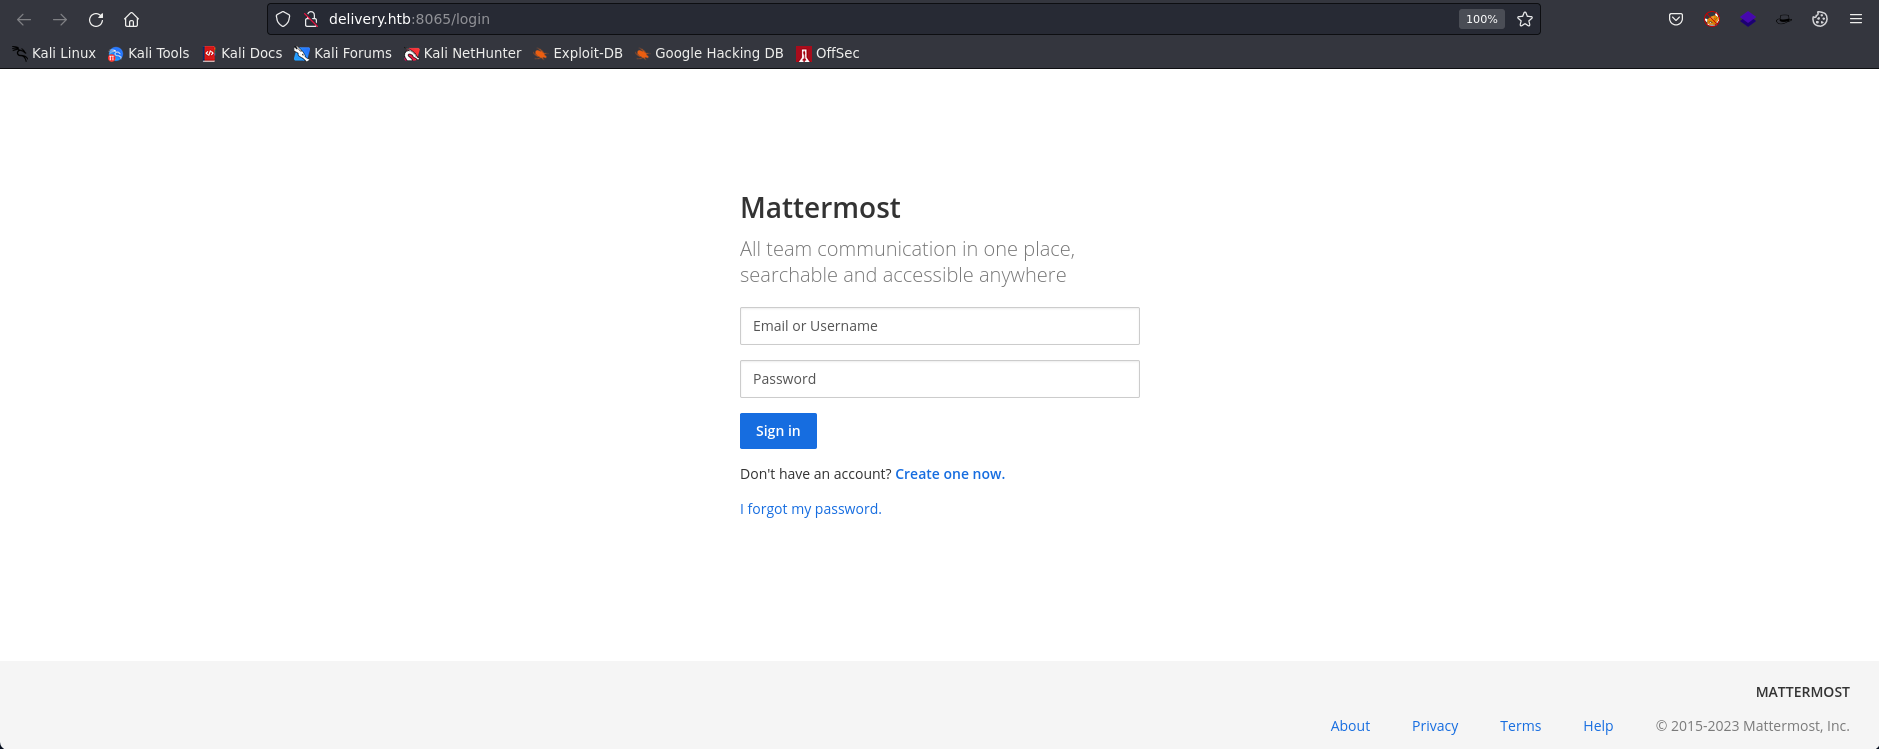 delivery.htb:8065/login 100%
Kali Linux Kali Tools Kali Docs Kali Forums Kali NetHunter Exploit-DB Google Hacking DB OffSec
Mattermost
All team communication in one place,
searchable and accessible anywhere
Email or Username
Password
Sign in
Don't have an account? Create one now.
I forgot my password.
MATTERMOST
About Privacy Terms Help © 2015-2023 Mattermost, Inc.